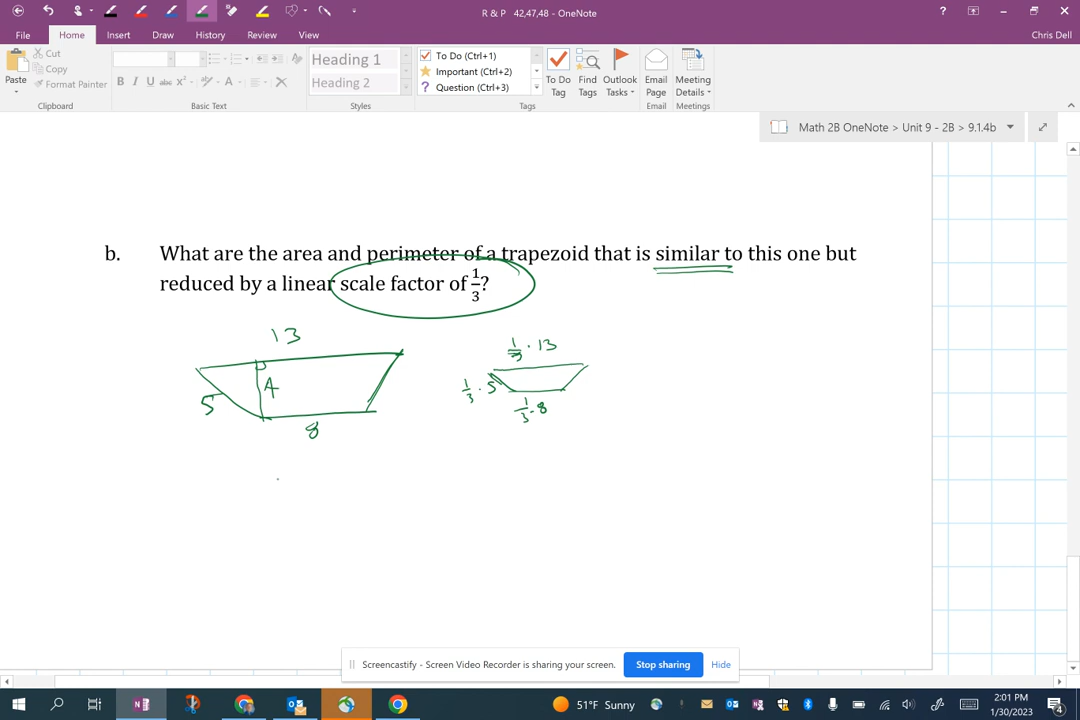 R & P 42,47,48 - OneNote
File Home Insert Draw History Review View Chris Dell
Paste
Cut
Copy
Format Painter
Clipboard
B I U abc x² A
Basic Text
Heading 1
Heading 2
Styles
To Do (Ctrl+1)
Important (Ctrl+2)
? Question (Ctrl+3)
To Do Tag
Find Tags
Outlook Tasks
Tags
Email Page
Email
Meeting Details
Meetings
Math 2B OneNote > Unit 9 - 2B > 9.1.4b
b. What are the area and perimeter of a trapezoid that is similar to this one but
reduced by a linear scale factor of 1/3?
13
5
4
8
1/3 · 13
1/3 · 5
1/3 · 8
Screencastify - Screen Video Recorder is sharing your screen. Stop sharing Hide
51°F Sunny
2:01 PM
1/30/2023
4